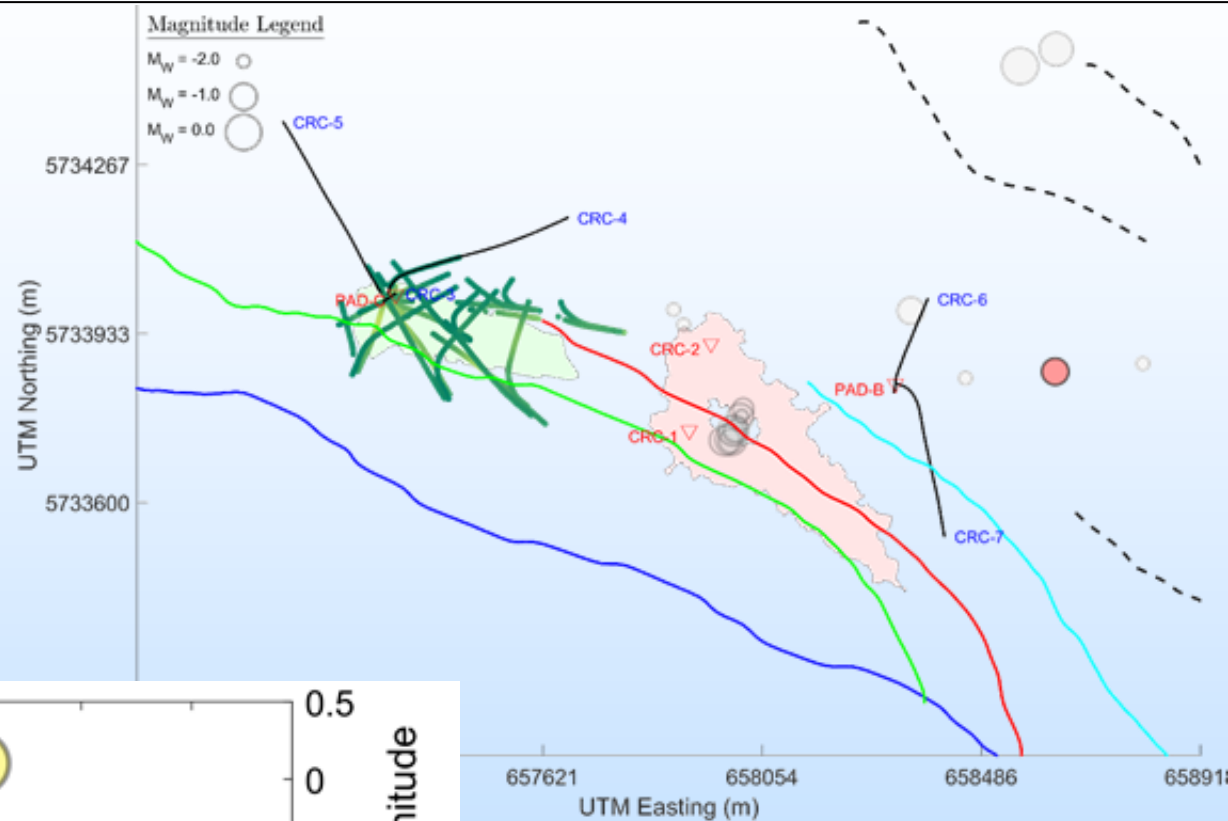 Magnitude Legend
M_W = -2.0
M_W = -1.0
M_W = 0.0
CRC-5
CRC-4
5734267
PAD-C
CRC-3
CRC-6
5733933
CRC-2
PAD-B
CRC-1
5733600
CRC-7
UTM Northing (m)
0.5
0
nitude
657621
658054
658486
658918
UTM Easting (m)